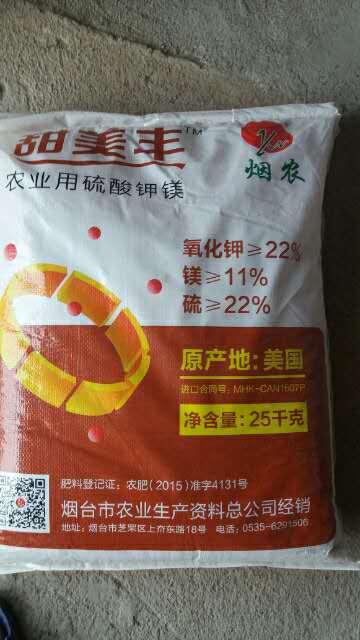 甜美丰™
烟农
农业用硫酸钾镁
氧化钾≥22%
镁≥11%
硫≥22%
原产地:美国
进口合同号: MHK-CAN1607P
净含量:25千克
肥料登记证: 农肥(2015)准字4131号
烟台市农业生产资料总公司经销
地址: 烟台市芝罘区上夼东路18号 电话: 0535-6291506